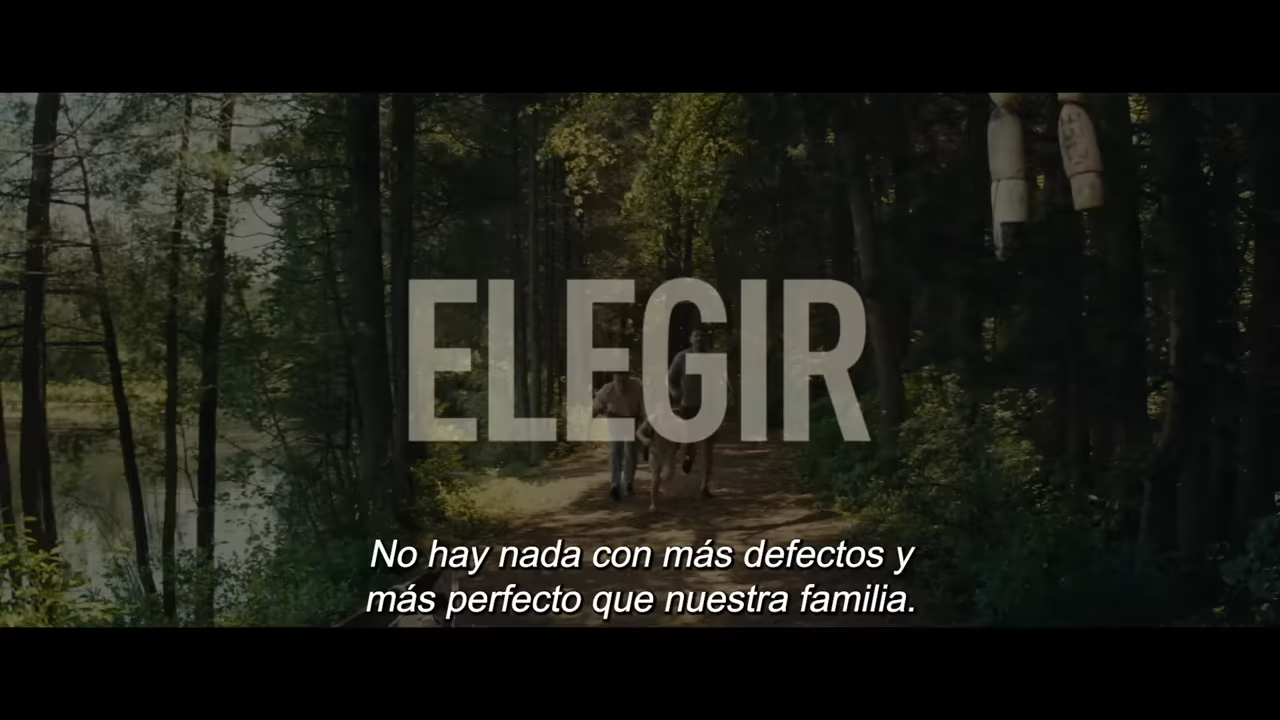 ELEGIR
No hay nada con más defectos y
más perfecto que nuestra familia.